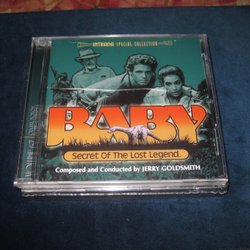 INTRADA SPECIAL COLLECTION
BABY
Secret Of The Lost Legend
Composed and Conducted by JERRY GOLDSMITH